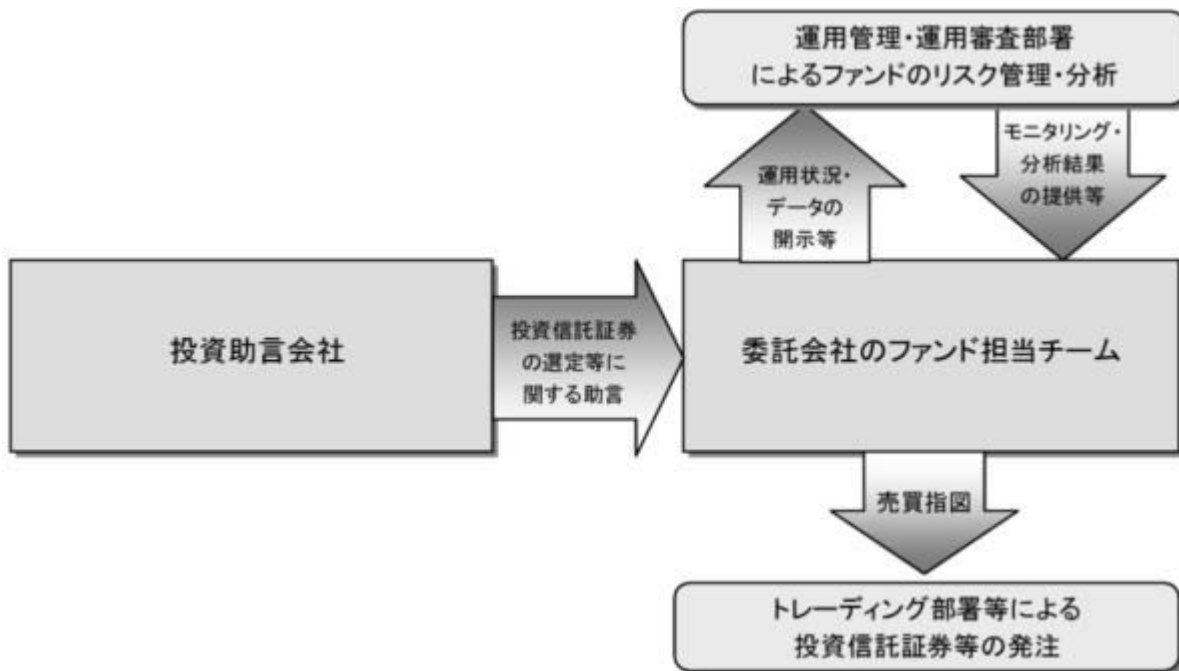 運用管理・運用審査部署
によるファンドのリスク管理・分析
運用状況・
データの
開示等
モニタリング・
分析結果
の提供等
投資助言会社
投資信託証券
の選定等に
関する助言
委託会社のファンド担当チーム
売買指図
トレーディング部署等による
投資信託証券等の発注